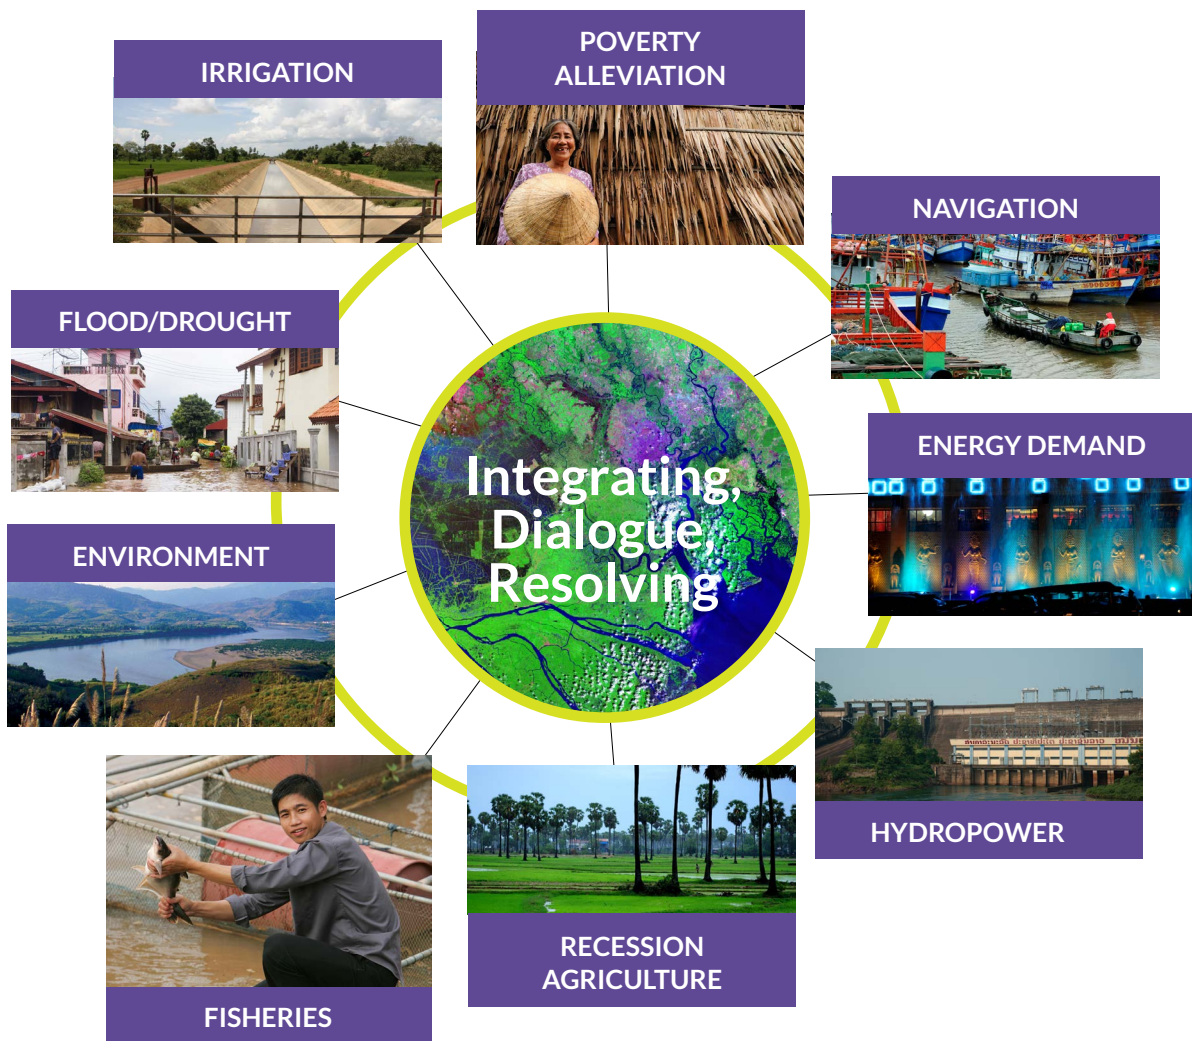 POVERTY
ALLEVIATION
IRRIGATION
NAVIGATION
FLOOD/DROUGHT
ENERGY DEMAND
Integrating,
Dialogue,
Resolving
ENVIRONMENT
HYDROPOWER
RECESSION
AGRICULTURE
FISHERIES